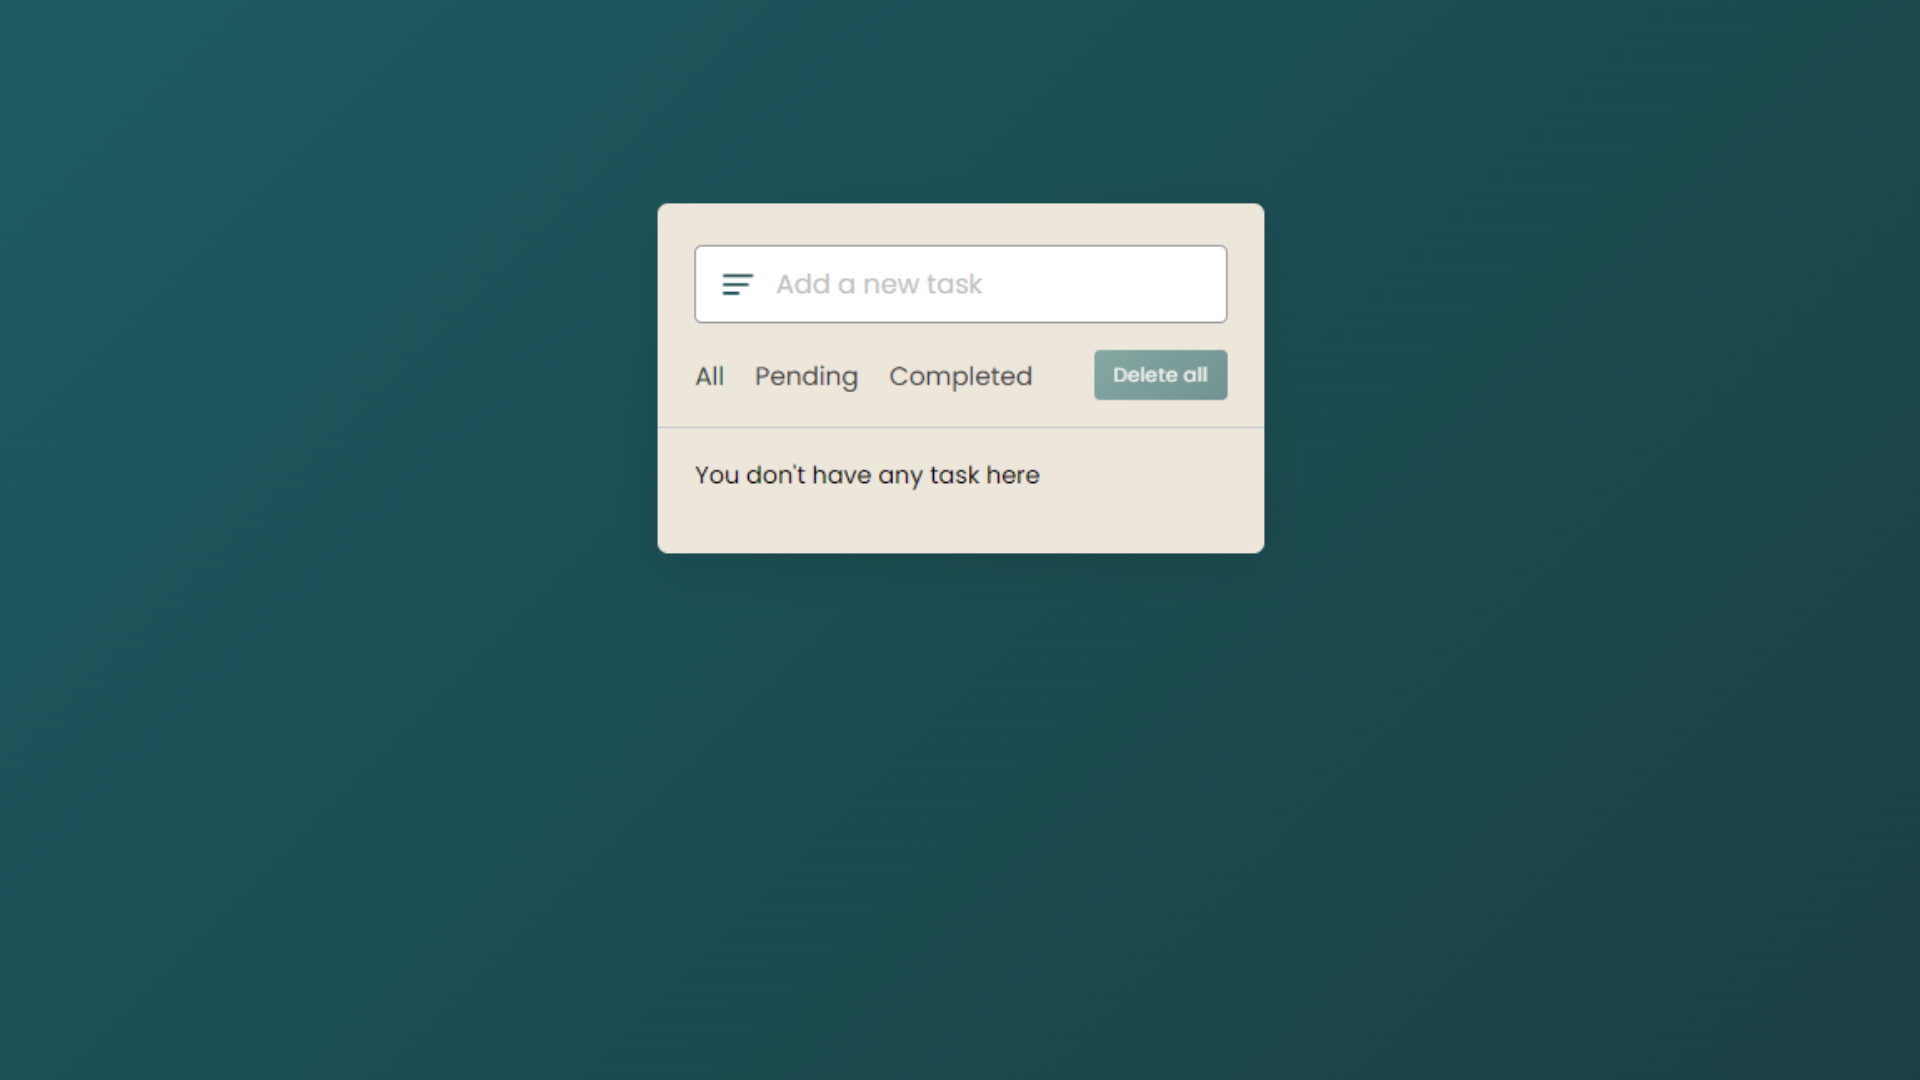 Add a new task
All Pending Completed Delete all
You don't have any task here